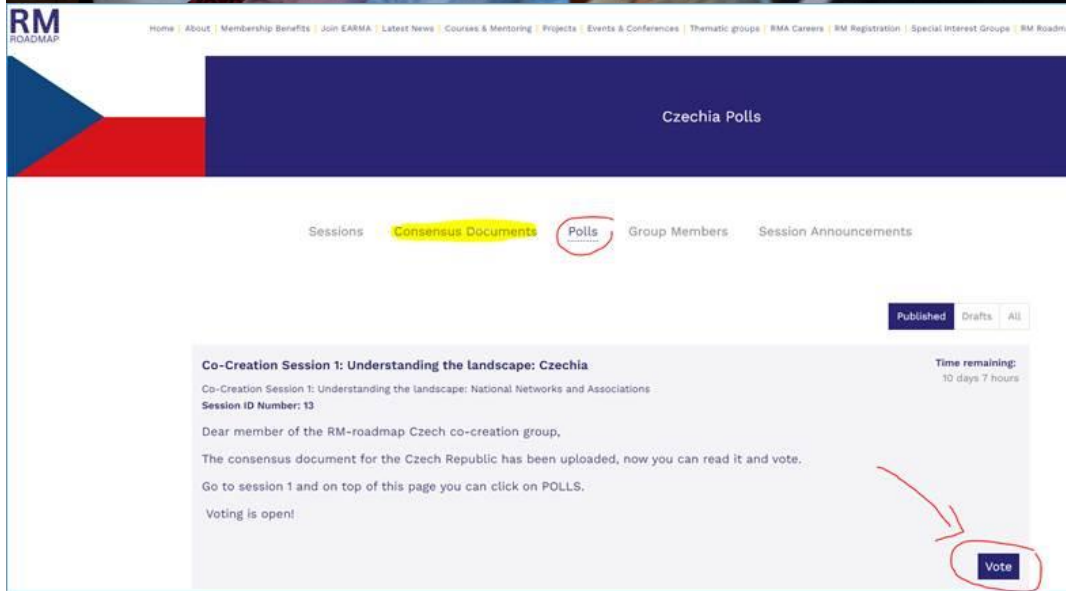 RM
ROADMAP
Home | About | Membership Benefits | Join EARMA | Latest News | Courses & Mentoring | Projects | Events & Conferences | Thematic groups | RMA Careers | RM Registration | Special Interest Groups | RM Roadm
Czechia Polls
Sessions Consensus Documents Polls Group Members Session Announcements
Published Drafts All
Co-Creation Session 1: Understanding the landscape: Czechia
Time remaining:
10 days 7 hours
Co-Creation Session 1: Understanding the landscape: National Networks and Associations
Session ID Number: 13
Dear member of the RM-roadmap Czech co-creation group,
The consensus document for the Czech Republic has been uploaded, now you can read it and vote.
Go to session 1 and on top of this page you can click on POLLS.
Voting is open!
Vote